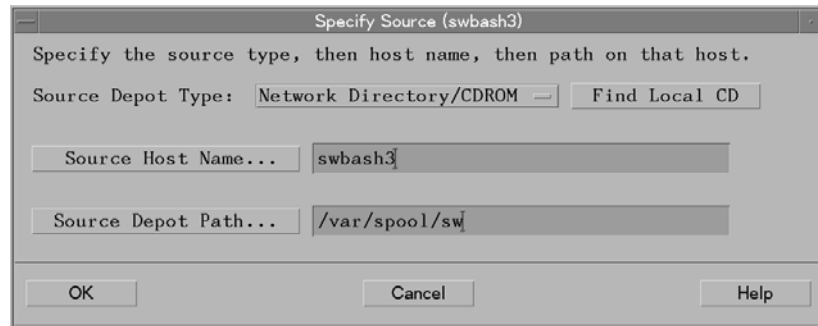 Specify Source (swbash3)
Specify the source type, then host name, then path on that host.
Source Depot Type: Network Directory/CDROM Find Local CD
Source Host Name... swbash3
Source Depot Path... /var/spool/sw
OK Cancel Help